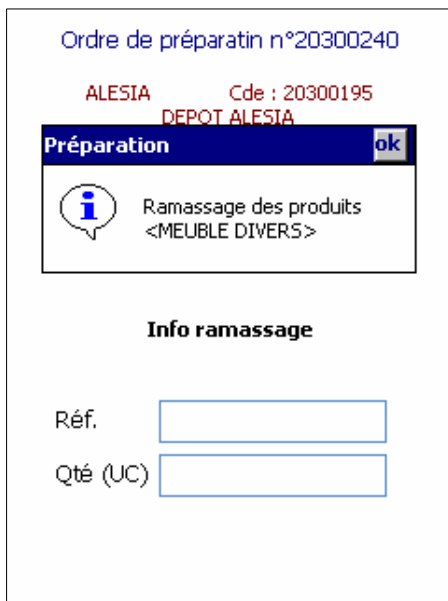 Ordre de préparatin n°20300240
ALESIA Cde : 20300195
DEPOT ALESIA
Préparation ok
i
Ramassage des produits
<MEUBLE DIVERS>
Info ramassage
Réf.
Qté (UC)